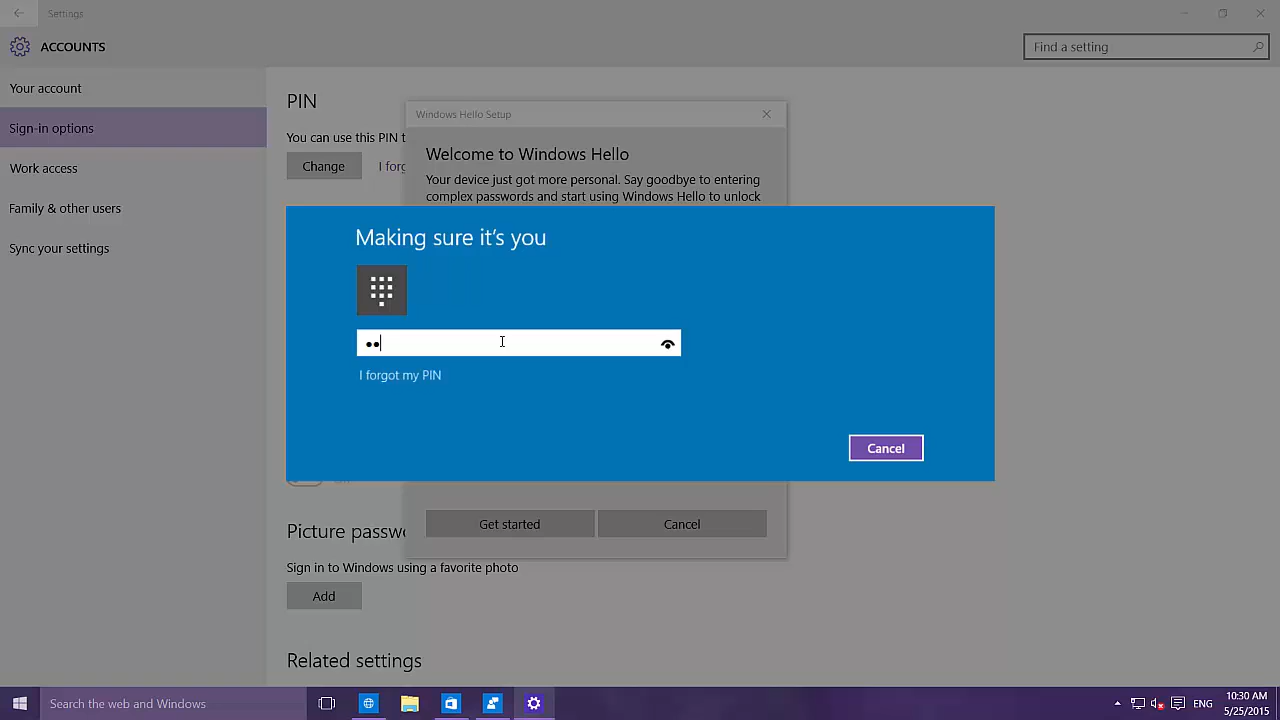 Settings
ACCOUNTS
Find a setting
Your account
Sign-in options
Work access
Family & other users
Sync your settings
PIN
You can use this PIN t
Change
I forg
Windows Hello Setup
Welcome to Windows Hello
Your device just got more personal. Say goodbye to entering
complex passwords and start using Windows Hello to unlock
Making sure it's you
I forgot my PIN
Cancel
Get started
Cancel
Picture passwo
Sign in to Windows using a favorite photo
Add
Related settings
Search the web and Windows
ENG
10:30 AM
5/25/2015